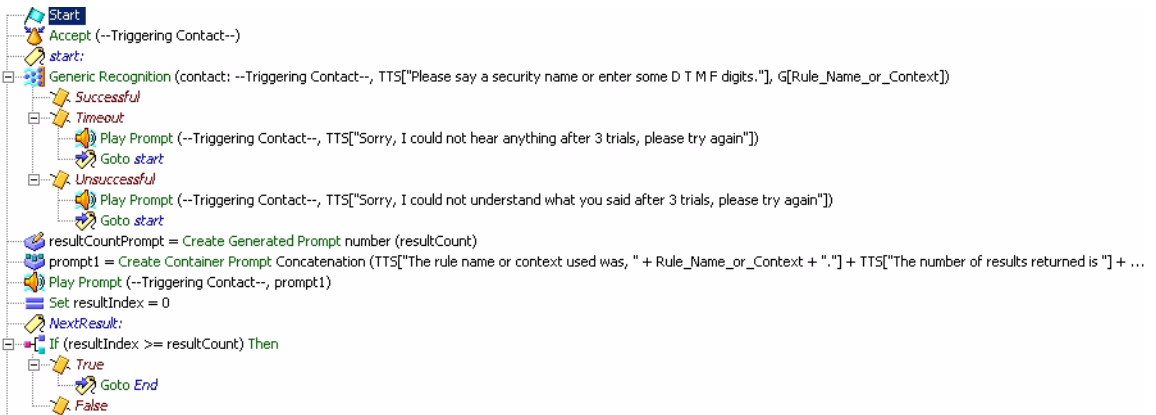 Start
Accept (--Triggering Contact--)
start:
Generic Recognition (contact: --Triggering Contact--, TTS["Please say a security name or enter some D T M F digits."], G[Rule_Name_or_Context])
Successful
Timeout
Play Prompt (--Triggering Contact--, TTS["Sorry, I could not hear anything after 3 trials, please try again"])
Goto start
Unsuccessful
Play Prompt (--Triggering Contact--, TTS["Sorry, I could not understand what you said after 3 trials, please try again"])
Goto start
resultCountPrompt = Create Generated Prompt number (resultCount)
prompt1 = Create Container Prompt Concatenation (TTS["The rule name or context used was, " + Rule_Name_or_Context + "."] + TTS["The number of results returned is "] + ...
Play Prompt (--Triggering Contact--, prompt1)
Set resultIndex = 0
NextResult:
If (resultIndex >= resultCount) Then
True
Goto End
False